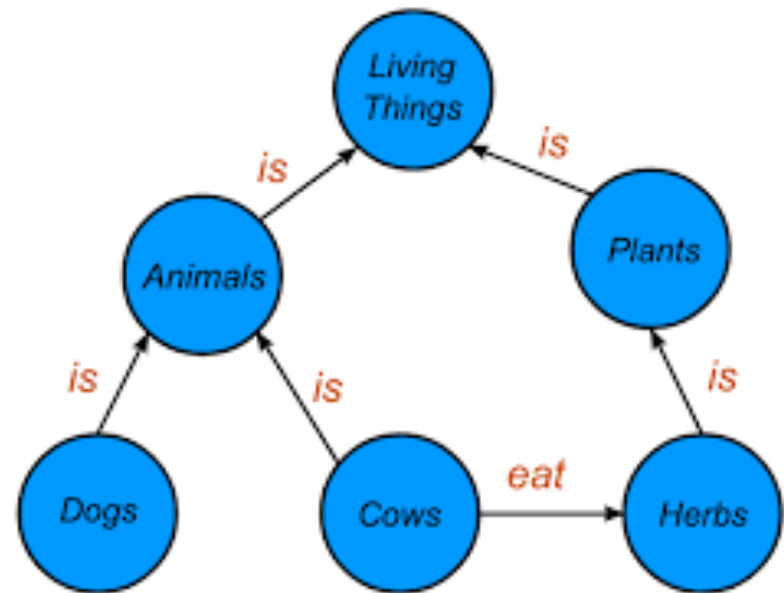 Living
Things
is
is
Animals
Plants
is
is
is
Dogs
Cows
eat
Herbs